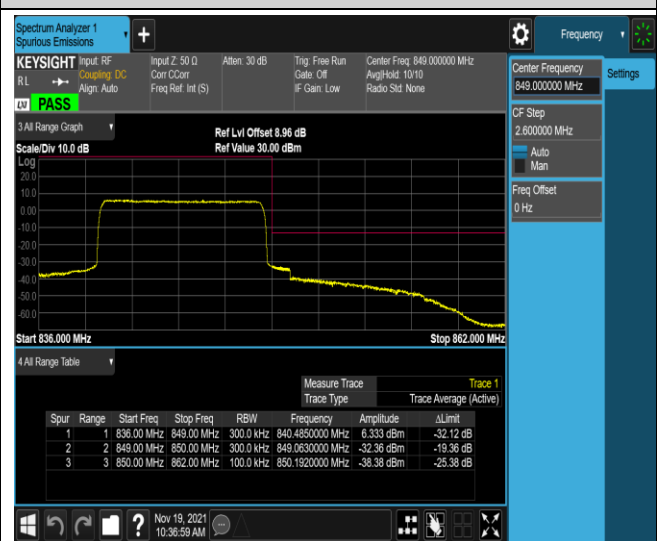 Spectrum Analyzer 1
Spurious Emissions
Frequency
KEYSIGHT
RL
Input: RF
Coupling: DC
Align: Auto
Input Z: 50 Ω
Corr CCorr
Freq Ref: Int (S)
Atten: 30 dB
Trig: Free Run
Gate: Off
IF Gain: Low
Center Freq: 849.000000 MHz
Avg|Hold: 10/10
Radio Std: None
LXI PASS
3 All Range Graph
Scale/Div 10.0 dB
Ref Lvl Offset 8.96 dB
Ref Value 30.00 dBm
Log
20.0
10.0
0.00
-10.0
-20.0
-30.0
-40.0
-50.0
-60.0
Start 836.000 MHz
Stop 862.000 MHz
4 All Range Table
Measure Trace Trace 1
Trace Type Trace Average (Active)
Spur Range Start Freq Stop Freq RBW Frequency Amplitude ΔLimit
1 1 836.00 MHz 849.00 MHz 300.0 kHz 840.4850000 MHz 6.333 dBm -32.12 dB
2 2 849.00 MHz 850.00 MHz 300.0 kHz 849.0630000 MHz -32.36 dBm -19.36 dB
3 3 850.00 MHz 862.00 MHz 100.0 kHz 850.1920000 MHz -38.38 dBm -25.38 dB
Nov 19, 2021
10:36:59 AM
Center Frequency
849.000000 MHz
Settings
CF Step
2.600000 MHz
Auto
Man
Freq Offset
0 Hz